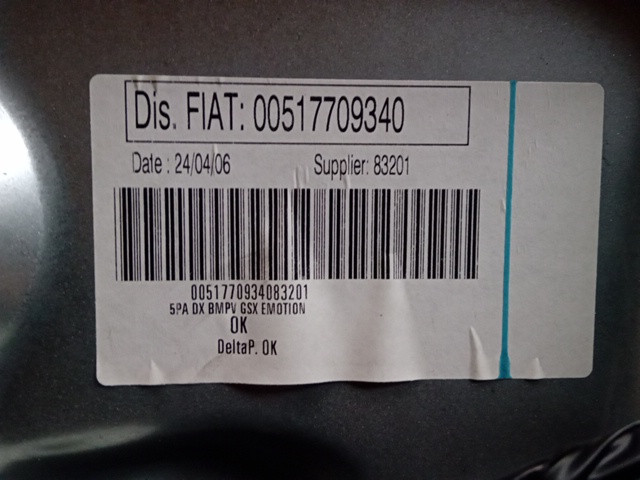 Dis. FIAT: 00517709340
Date : 24/04/06 Supplier: 83201
0051770934083201
5PA DX BMPV GSX EMOTION
OK
DeltaP. OK